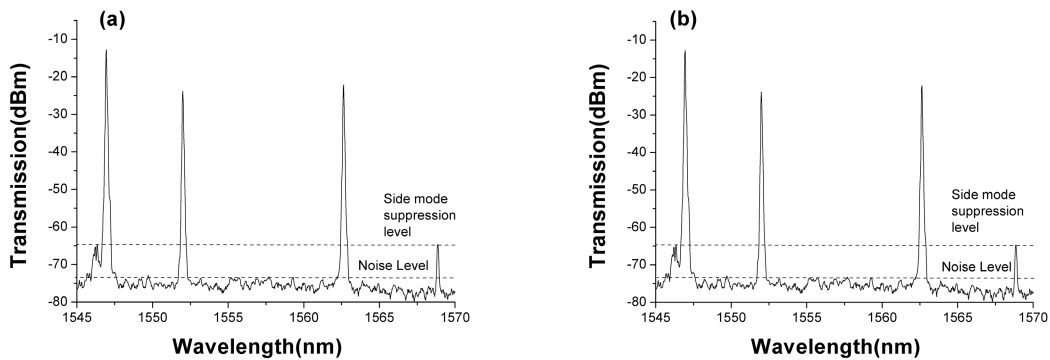 (a)
Transmission(dBm)
-10
-20
-30
-40
-50
-60
-70
-80
Side mode
suppression
level
Noise Level
1545
1550
1555
1560
1565
1570
Wavelength(nm)
(b)
Transmission(dBm)
-10
-20
-30
-40
-50
-60
-70
-80
Side mode
suppression
level
Noise Level
1545
1550
1555
1560
1565
1570
Wavelength(nm)